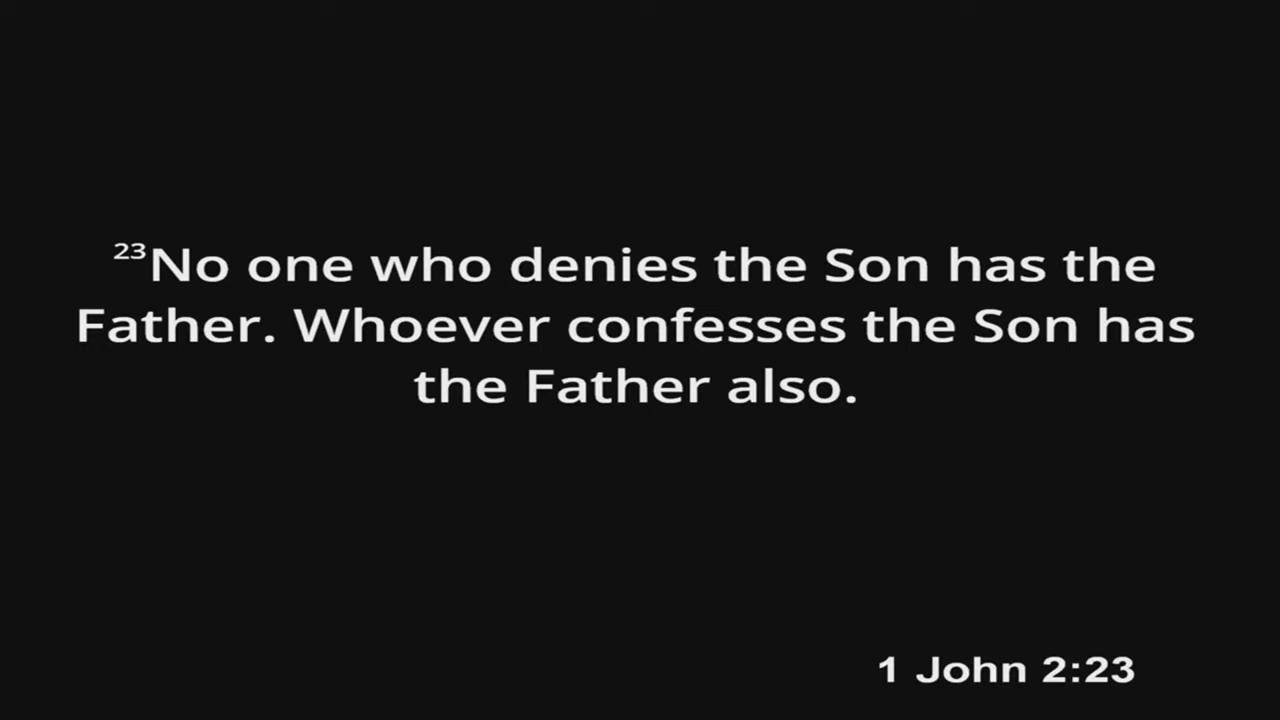 ²³No one who denies the Son has the
Father. Whoever confesses the Son has
the Father also.
1 John 2:23